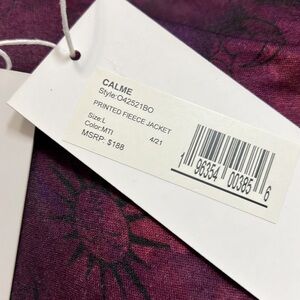 CALME
Style:O42521BO
PRINTED FIEECE JACKET
Size:L
Color:MTI 4/21
MSRP: $188
1 96354 00385 6